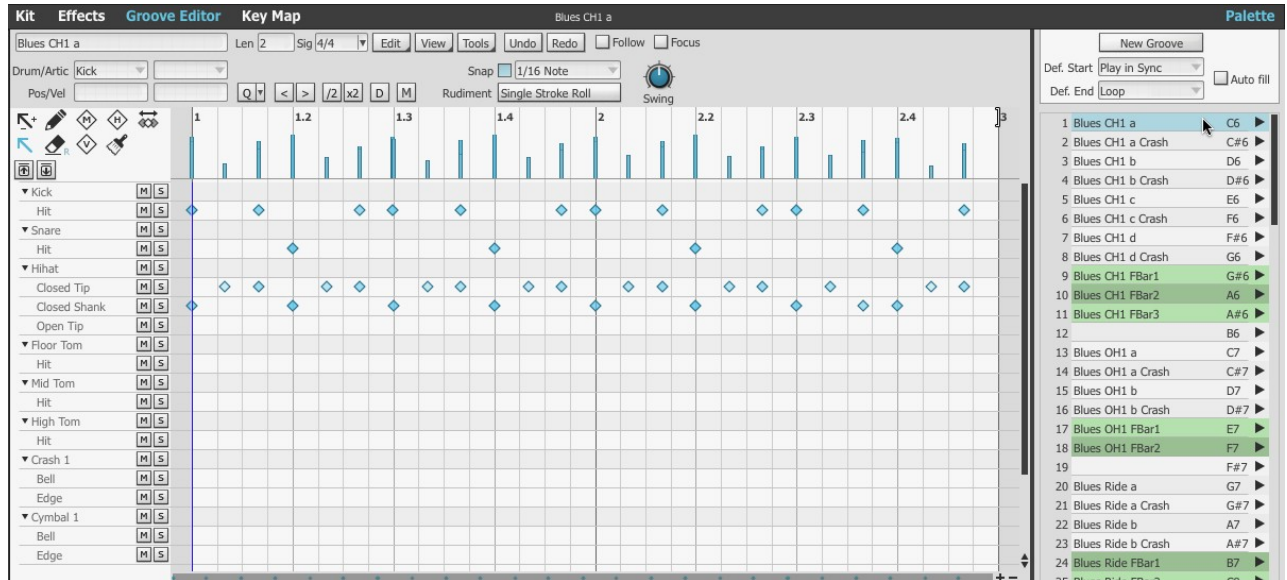 Kit Effects Groove Editor Key Map Blues CH1 a Palette
Blues CH1 a Len 2 Sig 4/4 Edit View Tools Undo Redo Follow Focus
New Groove
Drum/Artic Kick Snap 1/16 Note
Def. Start Play in Sync
Auto fill
Pos/Vel Q < > /2 x2 D M Rudiment Single Stroke Roll Swing
Def. End Loop
M H
V R
1 1.2 1.3 1.4 2 2.2 2.3 2.4 3
Kick M S
Hit M S
Snare M S
Hit M S
Hihat M S
Closed Tip M S
Closed Shank M S
Open Tip M S
Floor Tom M S
Hit M S
Mid Tom M S
Hit M S
High Tom M S
Hit M S
Crash 1 M S
Bell M S
Edge M S
Cymbal 1 M S
Bell M S
Edge M S
1 Blues CH1 a C6
2 Blues CH1 a Crash C#6
3 Blues CH1 b D6
4 Blues CH1 b Crash D#6
5 Blues CH1 c E6
6 Blues CH1 c Crash F6
7 Blues CH1 d F#6
8 Blues CH1 d Crash G6
9 Blues CH1 FBar1 G#6
10 Blues CH1 FBar2 A6
11 Blues CH1 FBar3 A#6
12 B6
13 Blues OH1 a C7
14 Blues OH1 a Crash C#7
15 Blues OH1 b D7
16 Blues OH1 b Crash D#7
17 Blues OH1 FBar1 E7
18 Blues OH1 FBar2 F7
19 F#7
20 Blues Ride a G7
21 Blues Ride a Crash G#7
22 Blues Ride b A7
23 Blues Ride b Crash A#7
24 Blues Ride FBar1 B7